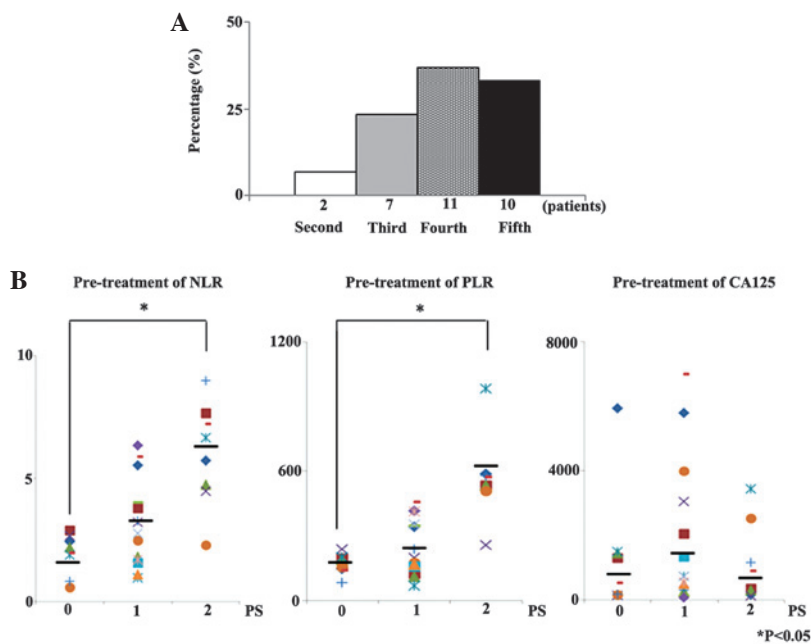 A
Percentage (%)
50
25
0
2 7 11 10 (patients)
Second Third Fourth Fifth
B
Pre-treatment of NLR
*
10
5
0
0 1 2 PS
Pre-treatment of PLR
*
1200
600
0
0 1 2 PS
Pre-treatment of CA125
8000
4000
0
0 1 2 PS
*P<0.05